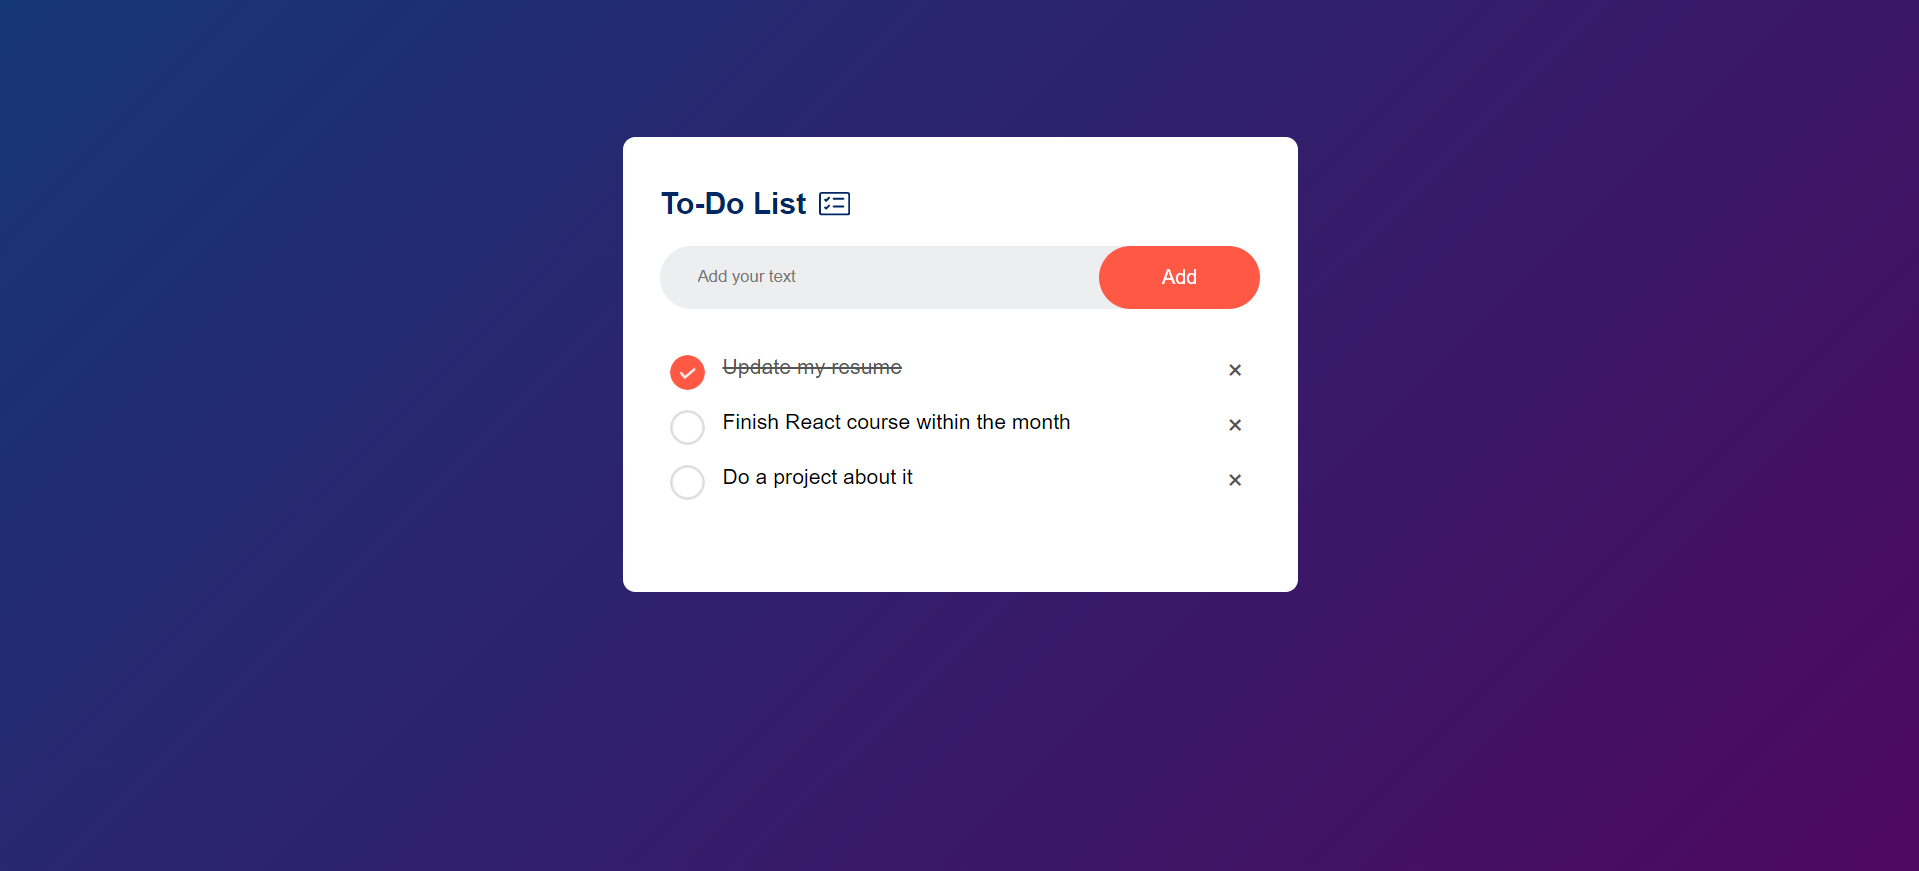 To-Do List
Add your text
Add
Update my resume
Finish React course within the month
Do a project about it